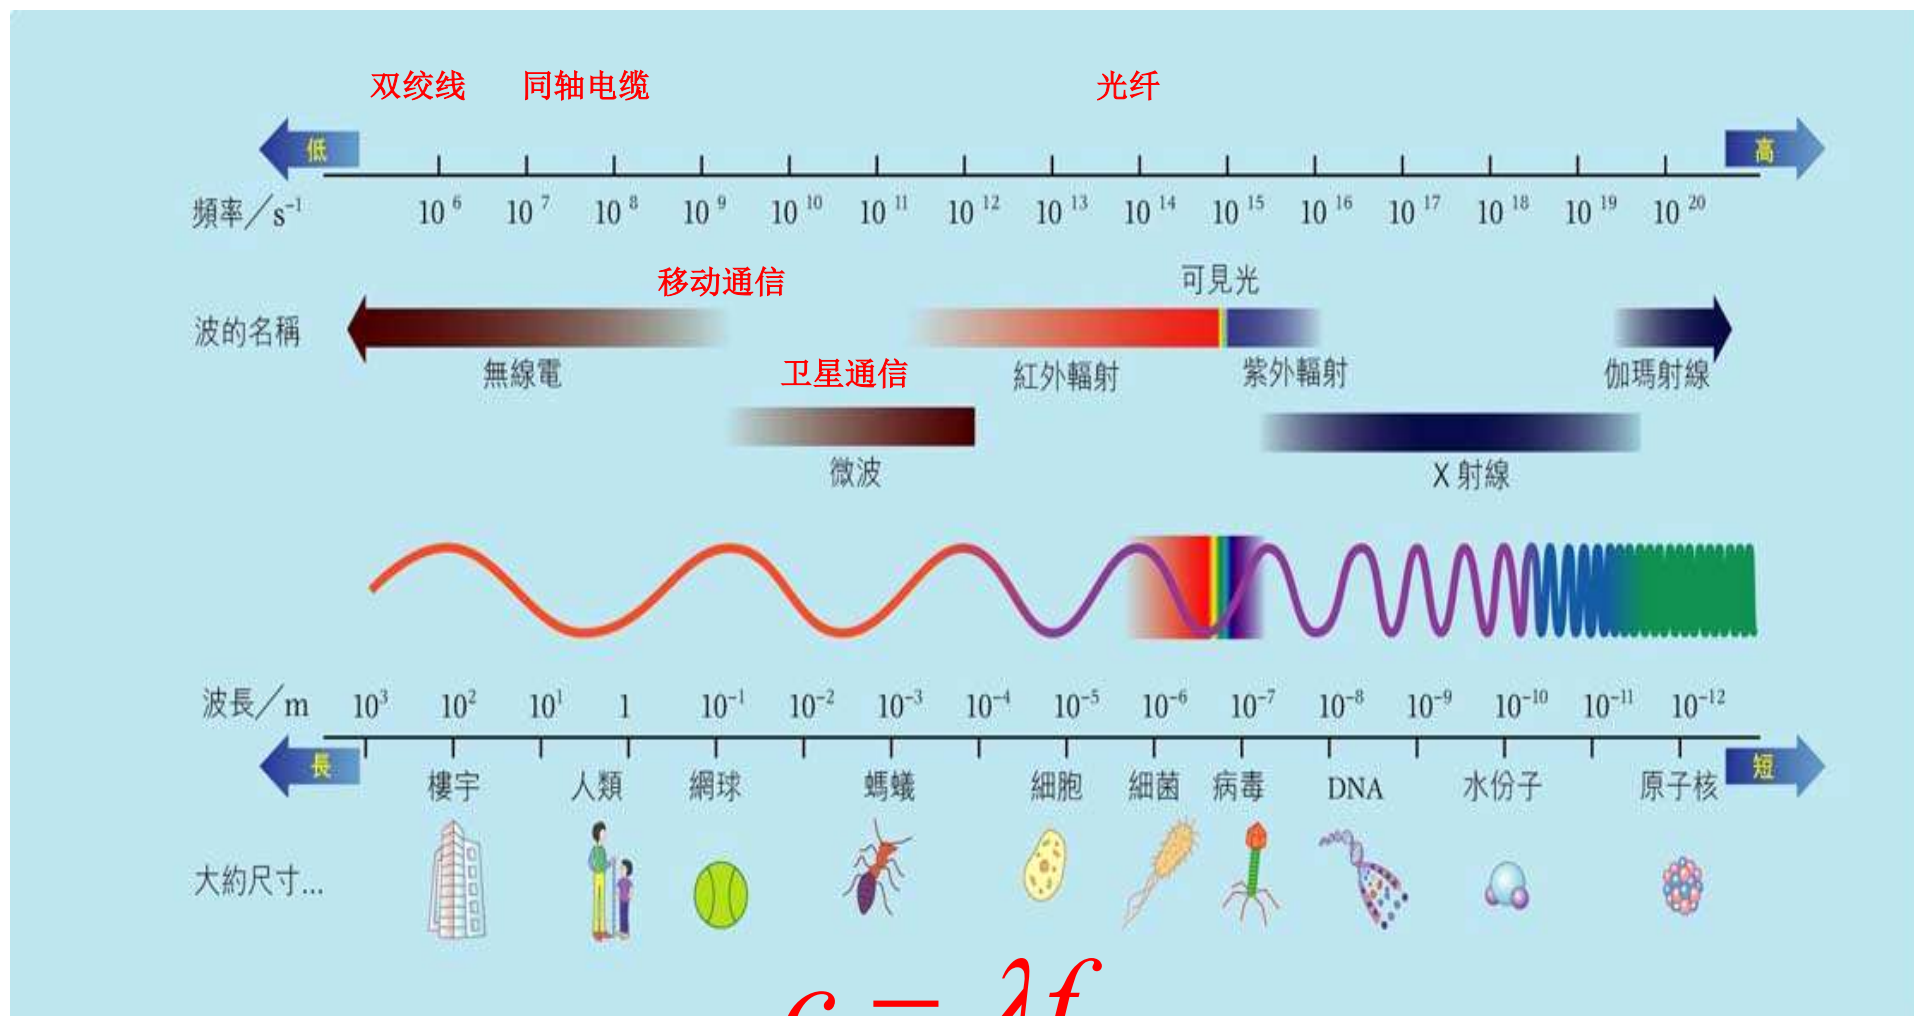 双绞线 同轴电缆 光纤
低 高
頻率／s⁻¹ 10⁶ 10⁷ 10⁸ 10⁹ 10¹⁰ 10¹¹ 10¹² 10¹³ 10¹⁴ 10¹⁵ 10¹⁶ 10¹⁷ 10¹⁸ 10¹⁹ 10²⁰
移动通信 可見光
波的名稱
無線電 卫星通信 紅外輻射 紫外輻射 伽瑪射線
微波 X 射線
波長／m 10³ 10² 10¹ 1 10⁻¹ 10⁻² 10⁻³ 10⁻⁴ 10⁻⁵ 10⁻⁶ 10⁻⁷ 10⁻⁸ 10⁻⁹ 10⁻¹⁰ 10⁻¹¹ 10⁻¹²
長 短
樓宇 人類 網球 螞蟻 細胞 細菌 病毒 DNA 水份子 原子核
大約尺寸...
c = λf